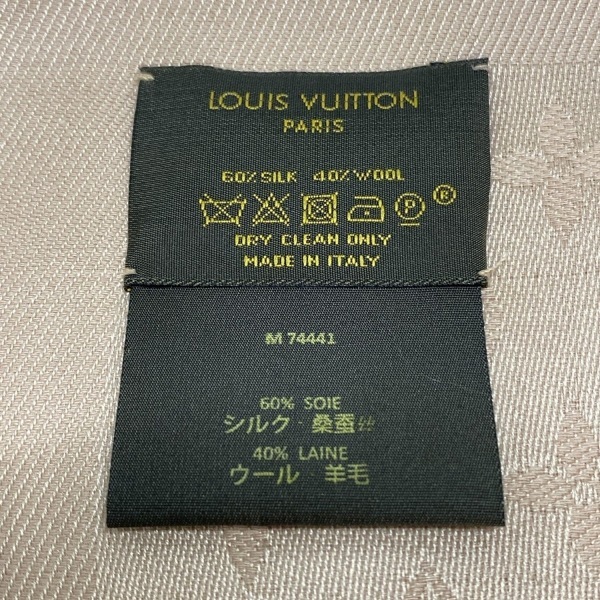 LOUIS VUITTON
PARIS
60% SILK 40% WOOL
P ®
DRY CLEAN ONLY
MADE IN ITALY
M 74441
60% SOIE
シルク · 桑蚕丝
40% LAINE
ウール · 羊毛